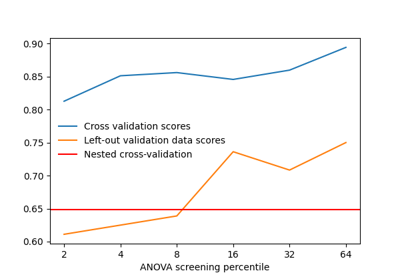 0.90
0.85
0.80
0.75
0.70
0.65
0.60
Cross validation scores
Left-out validation data scores
Nested cross-validation
2 4 8 16 32 64
ANOVA screening percentile